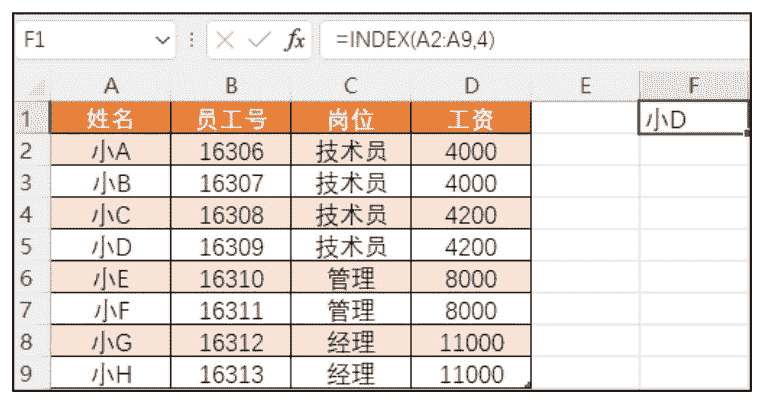 F1 fx =INDEX(A2:A9,4)
A B C D E F
1 姓名 员工号 岗位 工资 小D
2 小A 16306 技术员 4000
3 小B 16307 技术员 4000
4 小C 16308 技术员 4200
5 小D 16309 技术员 4200
6 小E 16310 管理 8000
7 小F 16311 管理 8000
8 小G 16312 经理 11000
9 小H 16313 经理 11000